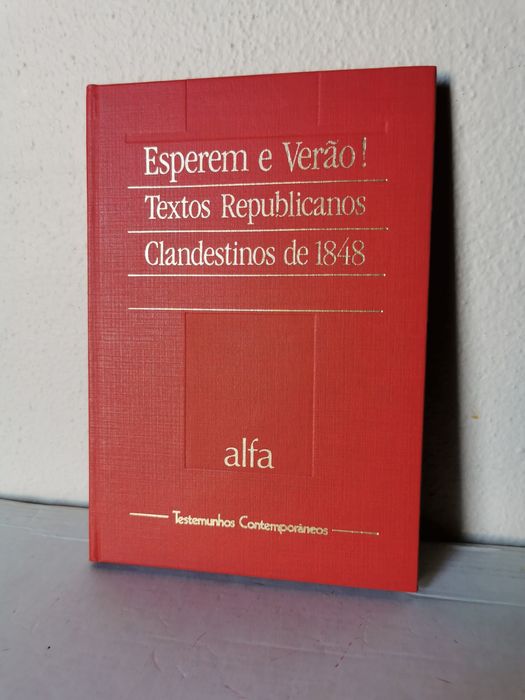 Esperem e Verão!
Textos Republicanos
Clandestinos de 1848
alfa
Testemunhos Contemporâneos